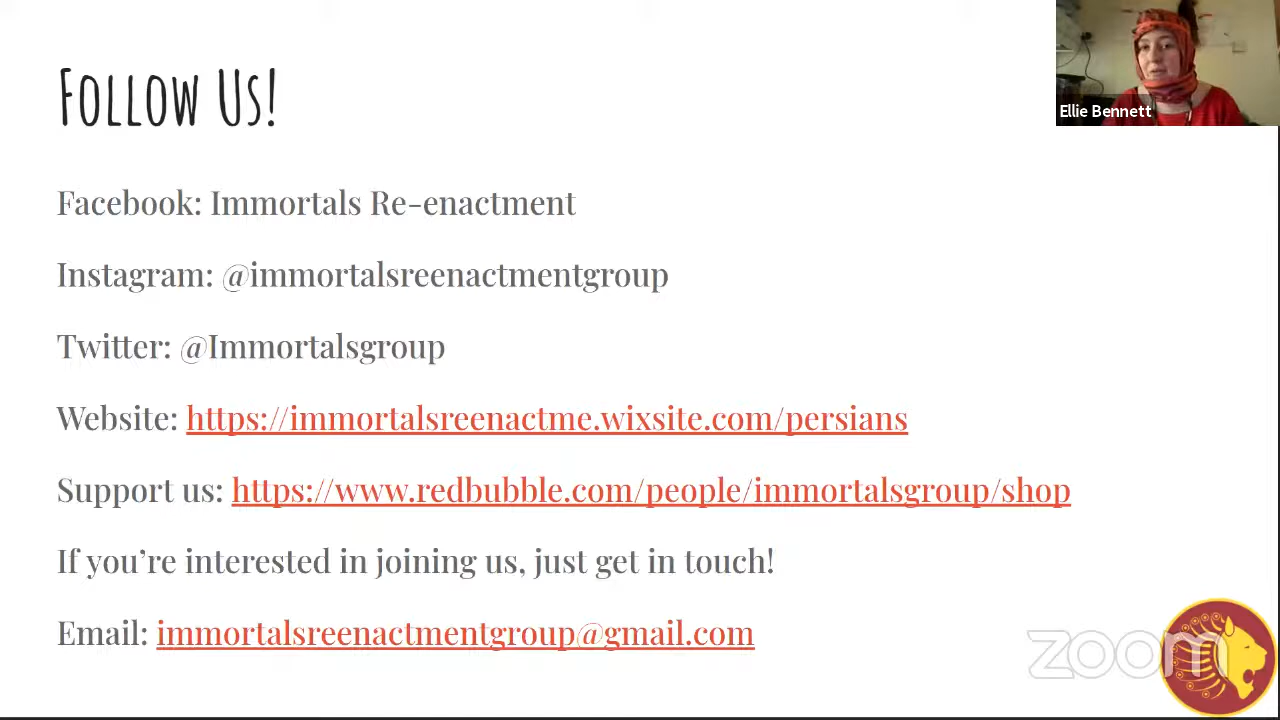 Follow Us!
Ellie Bennett
Facebook: Immortals Re-enactment
Instagram: @immortalsreenactmentgroup
Twitter: @Immortalsgroup
Website: https://immortalsreenactme.wixsite.com/persians
Support us: https://www.redbubble.com/people/immortalsgroup/shop
If you’re interested in joining us, just get in touch!
Email: immortalsreenactmentgroup@gmail.com
zoom